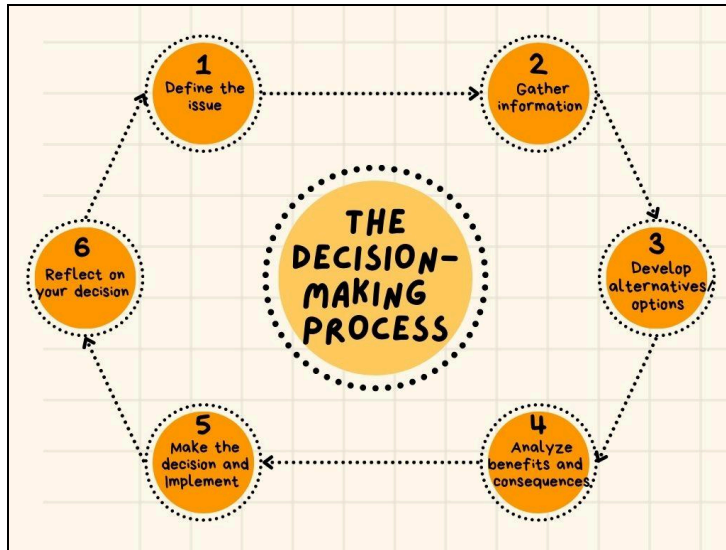 1
Define the
issue
2
Gather
information
3
Develop
alternatives/
options
4
Analyze
benefits and
consequences
5
Make the
decision and
Implement
6
Reflect on
your decision
THE
DECISION-
MAKING
PROCESS